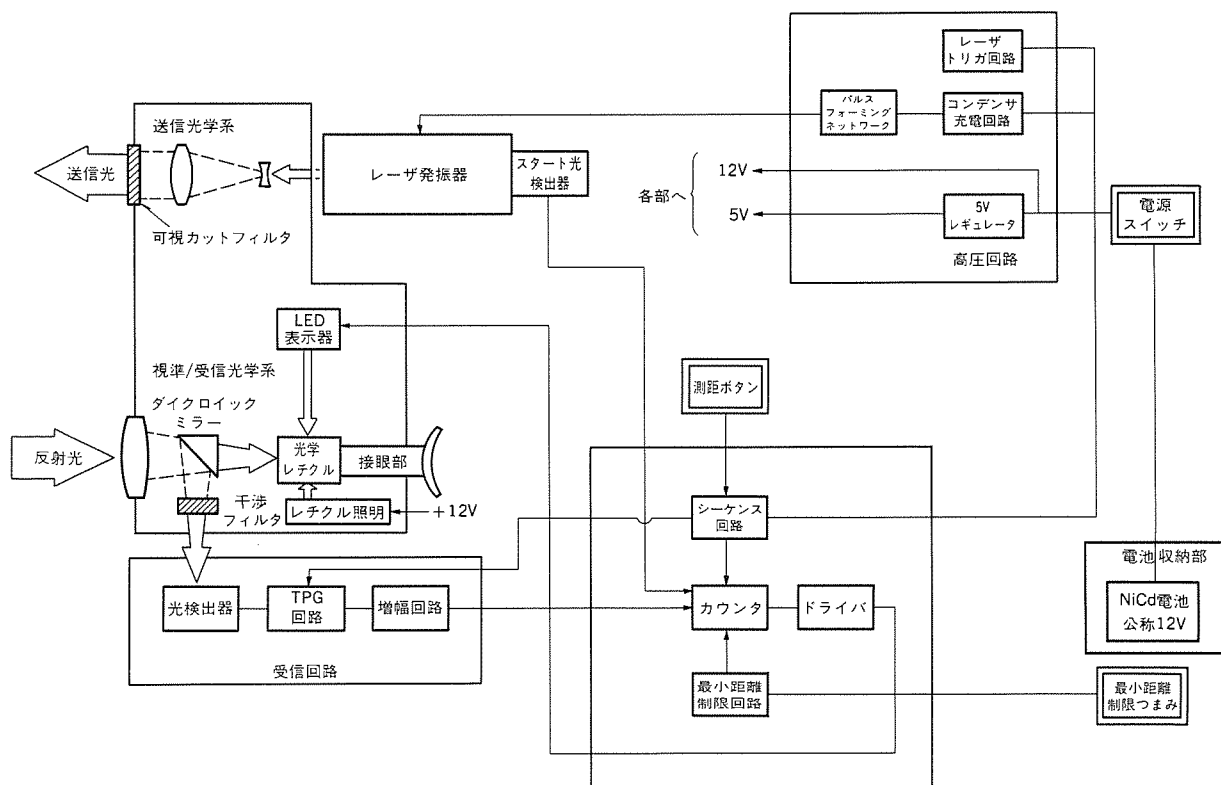 送信光学系
送信光
可視カットフィルタ
レーザ発振器
スタート光
検出器
レーザ
トリガ回路
パルス
フォーミング
ネットワーク
コンデンサ
充電回路
各部へ
12V
5V
5V
レギュレータ
高圧回路
電源
スイッチ
LED
表示器
視準/受信光学系
ダイクロイック
ミラー
反射光
光学
レチクル
接眼部
干渉
フィルタ
レチクル照明
+12V
測距ボタン
シーケンス
回路
光検出器
TPG
回路
増幅回路
受信回路
カウンタ
ドライバ
最小距離
制限回路
電池収納部
NiCd電池
公称12V
最小距離
制限つまみ